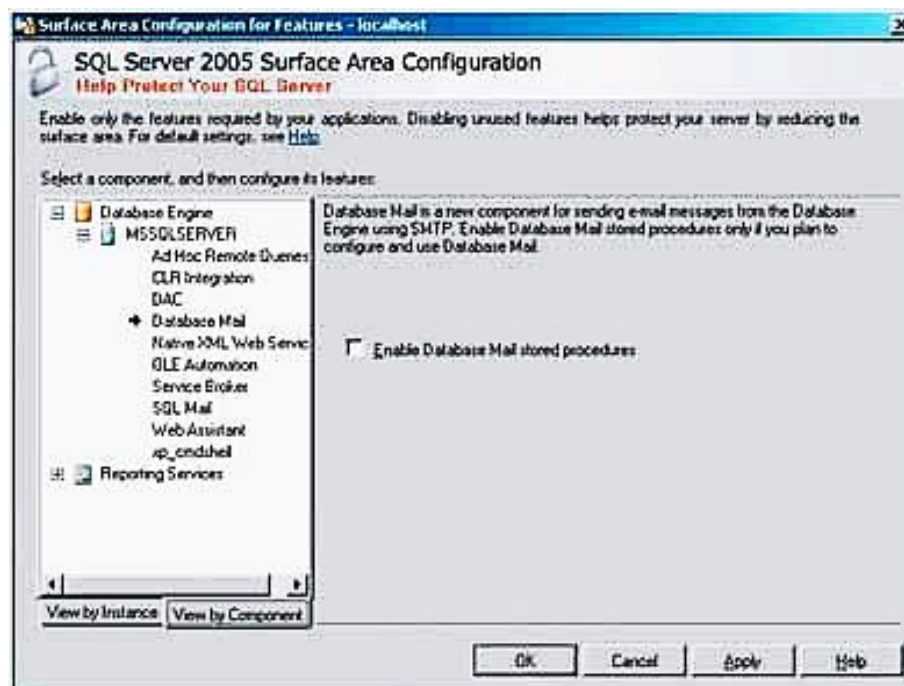 Surface Area Configuration for Features - localhost
SQL Server 2005 Surface Area Configuration
Help Protect Your SQL Server
Enable only the features required by your applications. Disabling unused features helps protect your server by reducing the
surface area. For default settings, see Help
Select a component, and then configure its features:
Database Engine
MSSQLSERVER
Ad Hoc Remote Queries
CLR Integration
DAC
Database Mail
Native XML Web Servic
OLE Automation
Service Broker
SQL Mail
Web Assistant
xp_cmdshell
Reporting Services
Database Mail is a new component for sending e-mail messages from the Database
Engine using SMTP. Enable Database Mail stored procedures only if you plan to
configure and use Database Mail.
Enable Database Mail stored procedures
View by Instance View by Component
OK Cancel Apply Help